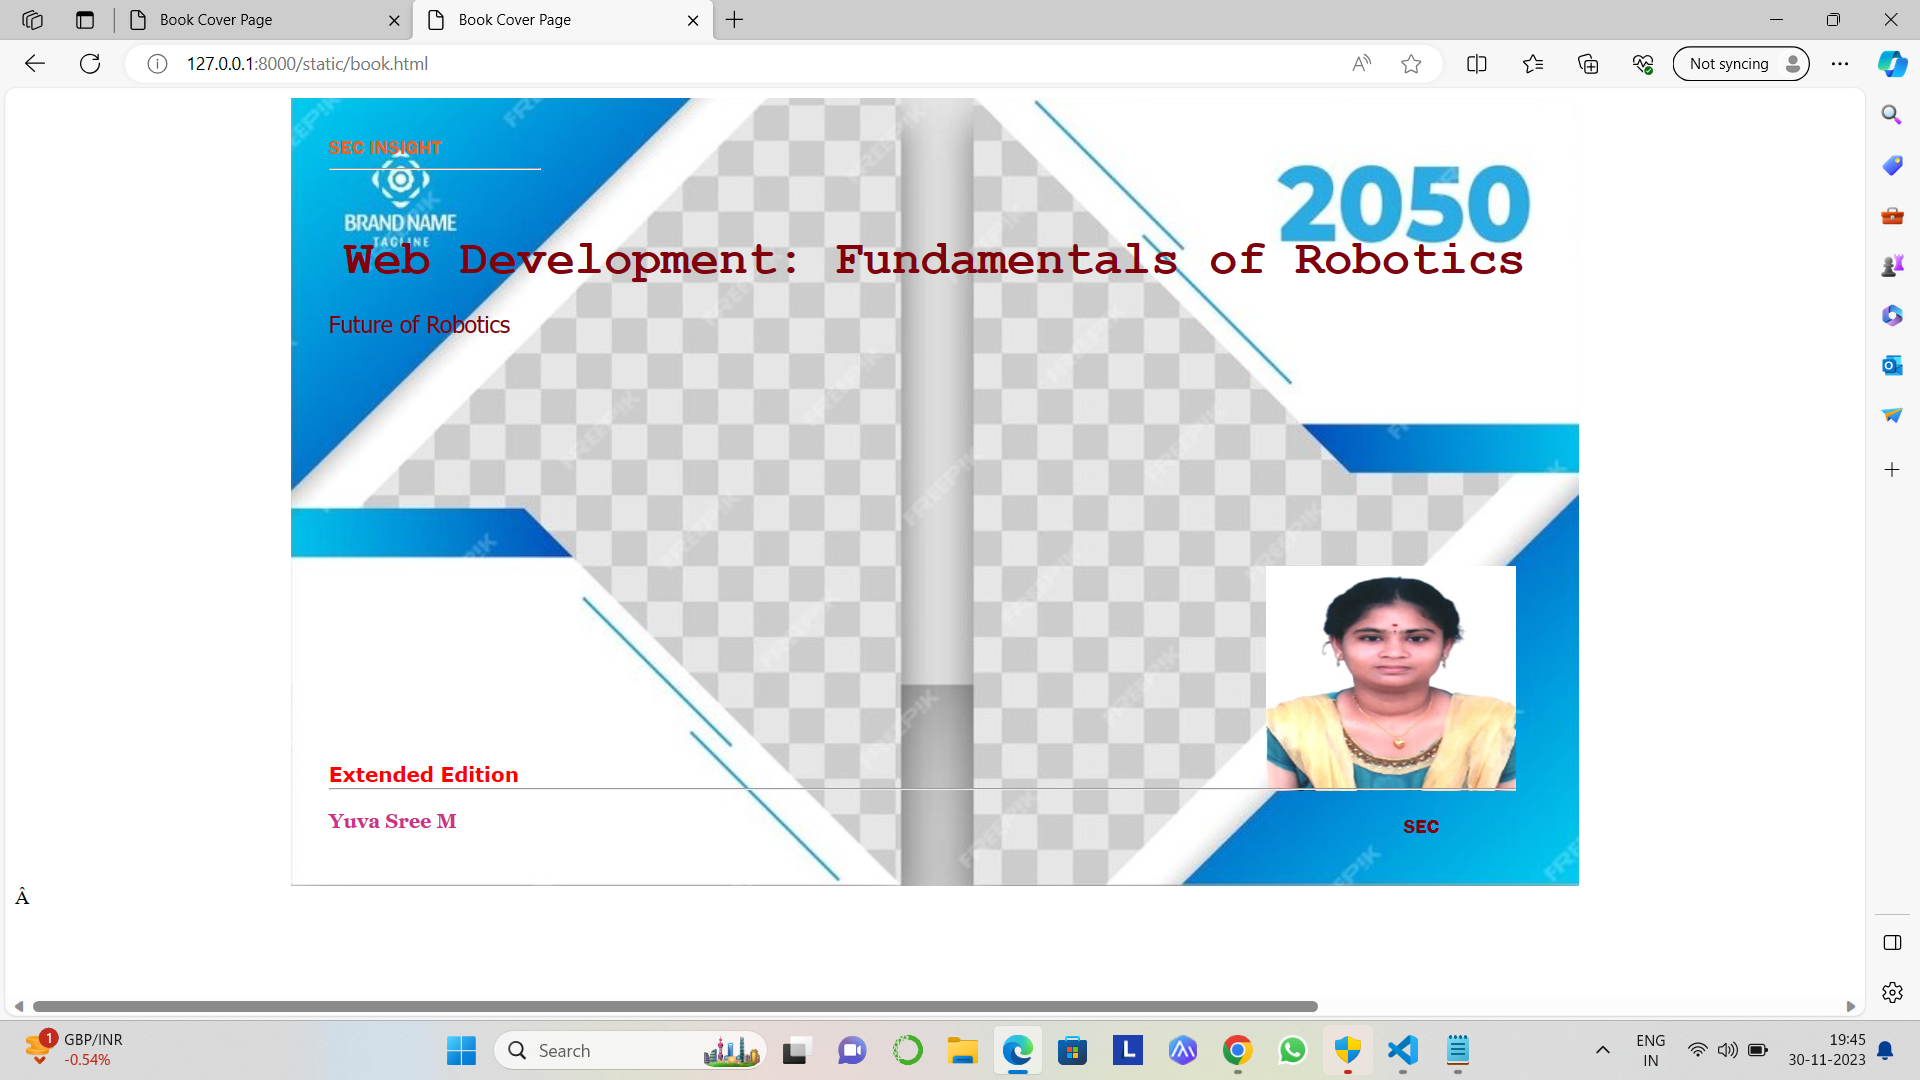 Book Cover Page
Book Cover Page
127.0.0.1:8000/static/book.html
Not syncing
SEC INSIGHT
BRAND NAME
TAGLINE
2050
Web Development: Fundamentals of Robotics
Future of Robotics
FREEPIK
Extended Edition
Yuva Sree M
SEC
Â
1
GBP/INR
-0.54%
Search
L
ENG
IN
19:45
30-11-2023